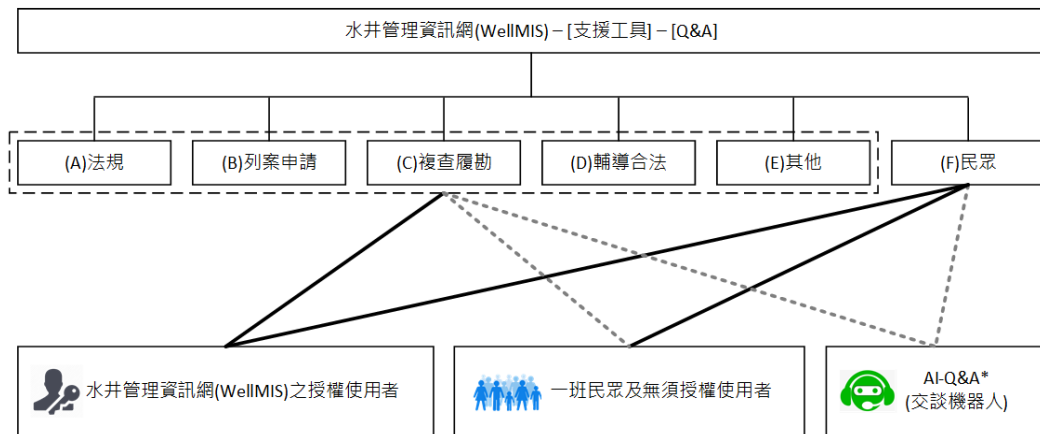 水井管理資訊網(WellMIS) – [支援工具] – [Q&A]
(A)法規
(B)列案申請
(C)複查履勘
(D)輔導合法
(E)其他
(F)民眾
水井管理資訊網(WellMIS)之授權使用者
一班民眾及無須授權使用者
AI-Q&A*
(交談機器人)